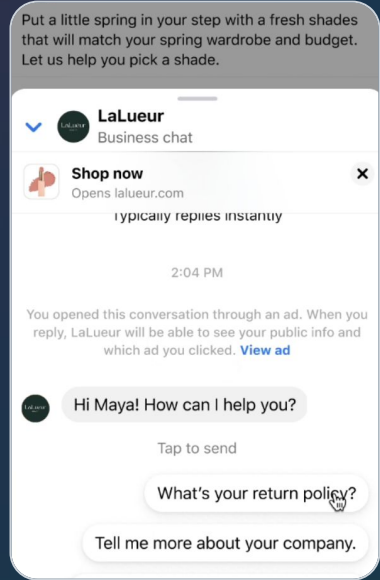 Put a little spring in your step with a fresh shades
that will match your spring wardrobe and budget.
Let us help you pick a shade.
LaLueur
LaLueur
Business chat
Shop now
Opens lalueur.com
Typically replies instantly
2:04 PM
You opened this conversation through an ad. When you
reply, LaLueur will be able to see your public info and
which ad you clicked. View ad
LaLueur
Hi Maya! How can I help you?
Tap to send
What's your return policy?
Tell me more about your company.